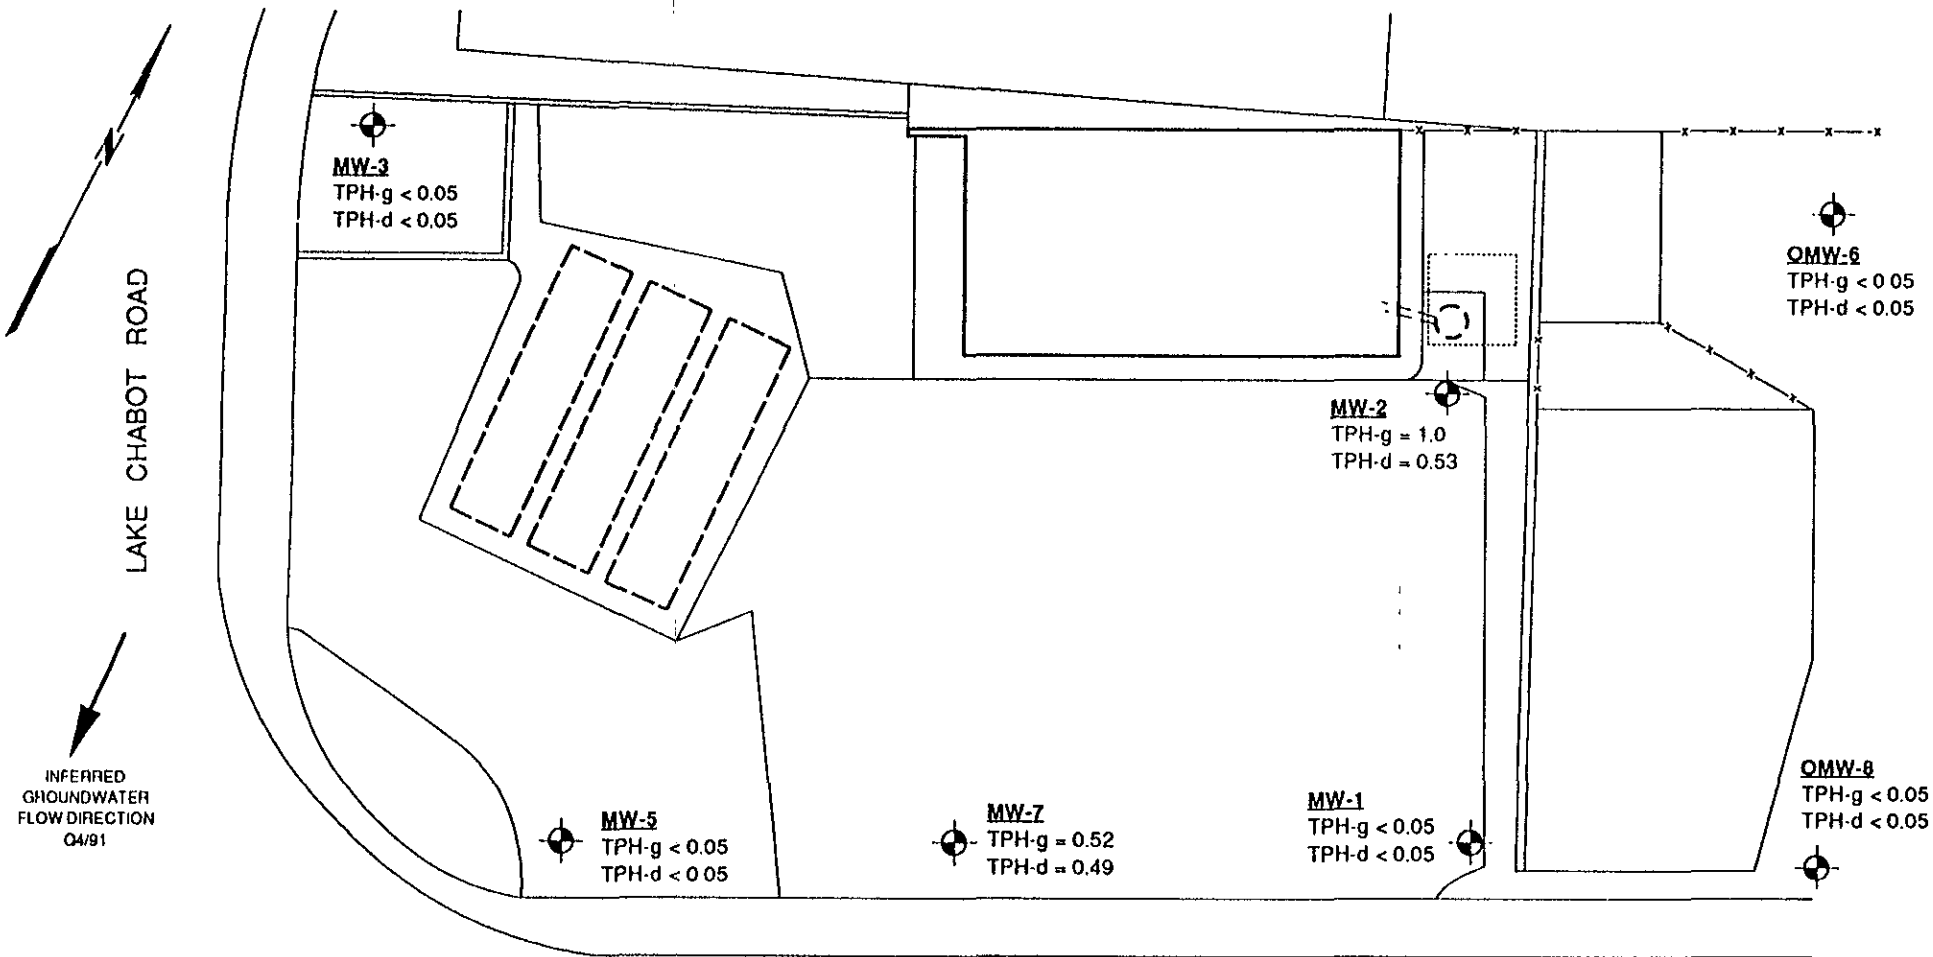 N
MW-3
TPH-g < 0.05
TPH-d < 0.05
OMW-6
TPH-g < 0 05
TPH-d < 0.05
LAKE CHABOT ROAD
MW-2
TPH-g = 1.0
TPH-d = 0.53
INFERRED
GROUNDWATER
FLOW DIRECTION
Q4/91
MW-5
TPH-g < 0.05
TPH-d < 0 05
MW-7
TPH-g = 0.52
TPH-d = 0.49
MW-1
TPH-g < 0.05
TPH-d < 0.05
OMW-8
TPH-g < 0.05
TPH-d < 0.05